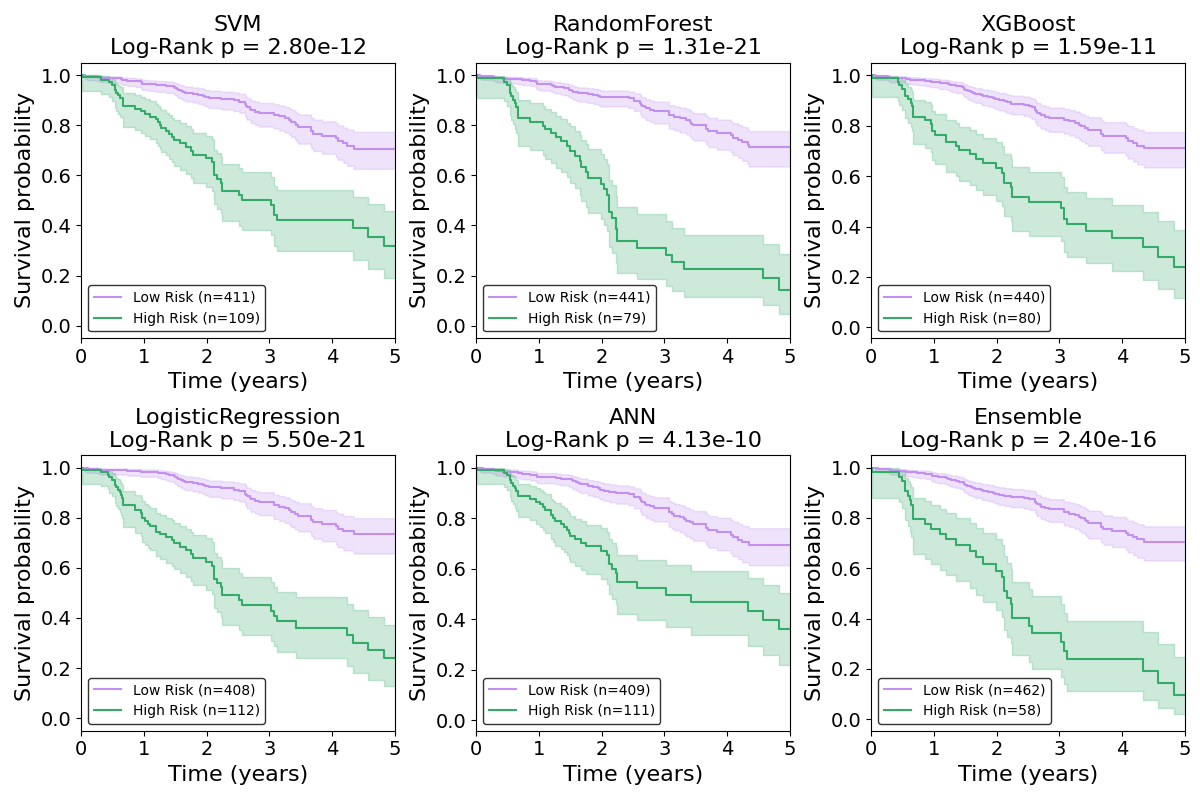 SVM
Log-Rank p = 2.80e-12
Survival probability
1.0
0.8
0.6
0.4
0.2
0.0
Low Risk (n=411)
High Risk (n=109)
0 1 2 3 4 5
Time (years)
RandomForest
Log-Rank p = 1.31e-21
Survival probability
1.0
0.8
0.6
0.4
0.2
0.0
Low Risk (n=441)
High Risk (n=79)
0 1 2 3 4 5
Time (years)
XGBoost
Log-Rank p = 1.59e-11
Survival probability
1.0
0.8
0.6
0.4
0.2
0.0
Low Risk (n=440)
High Risk (n=80)
0 1 2 3 4 5
Time (years)
LogisticRegression
Log-Rank p = 5.50e-21
Survival probability
1.0
0.8
0.6
0.4
0.2
0.0
Low Risk (n=408)
High Risk (n=112)
0 1 2 3 4 5
Time (years)
ANN
Log-Rank p = 4.13e-10
Survival probability
1.0
0.8
0.6
0.4
0.2
0.0
Low Risk (n=409)
High Risk (n=111)
0 1 2 3 4 5
Time (years)
Ensemble
Log-Rank p = 2.40e-16
Survival probability
1.0
0.8
0.6
0.4
0.2
0.0
Low Risk (n=462)
High Risk (n=58)
0 1 2 3 4 5
Time (years)